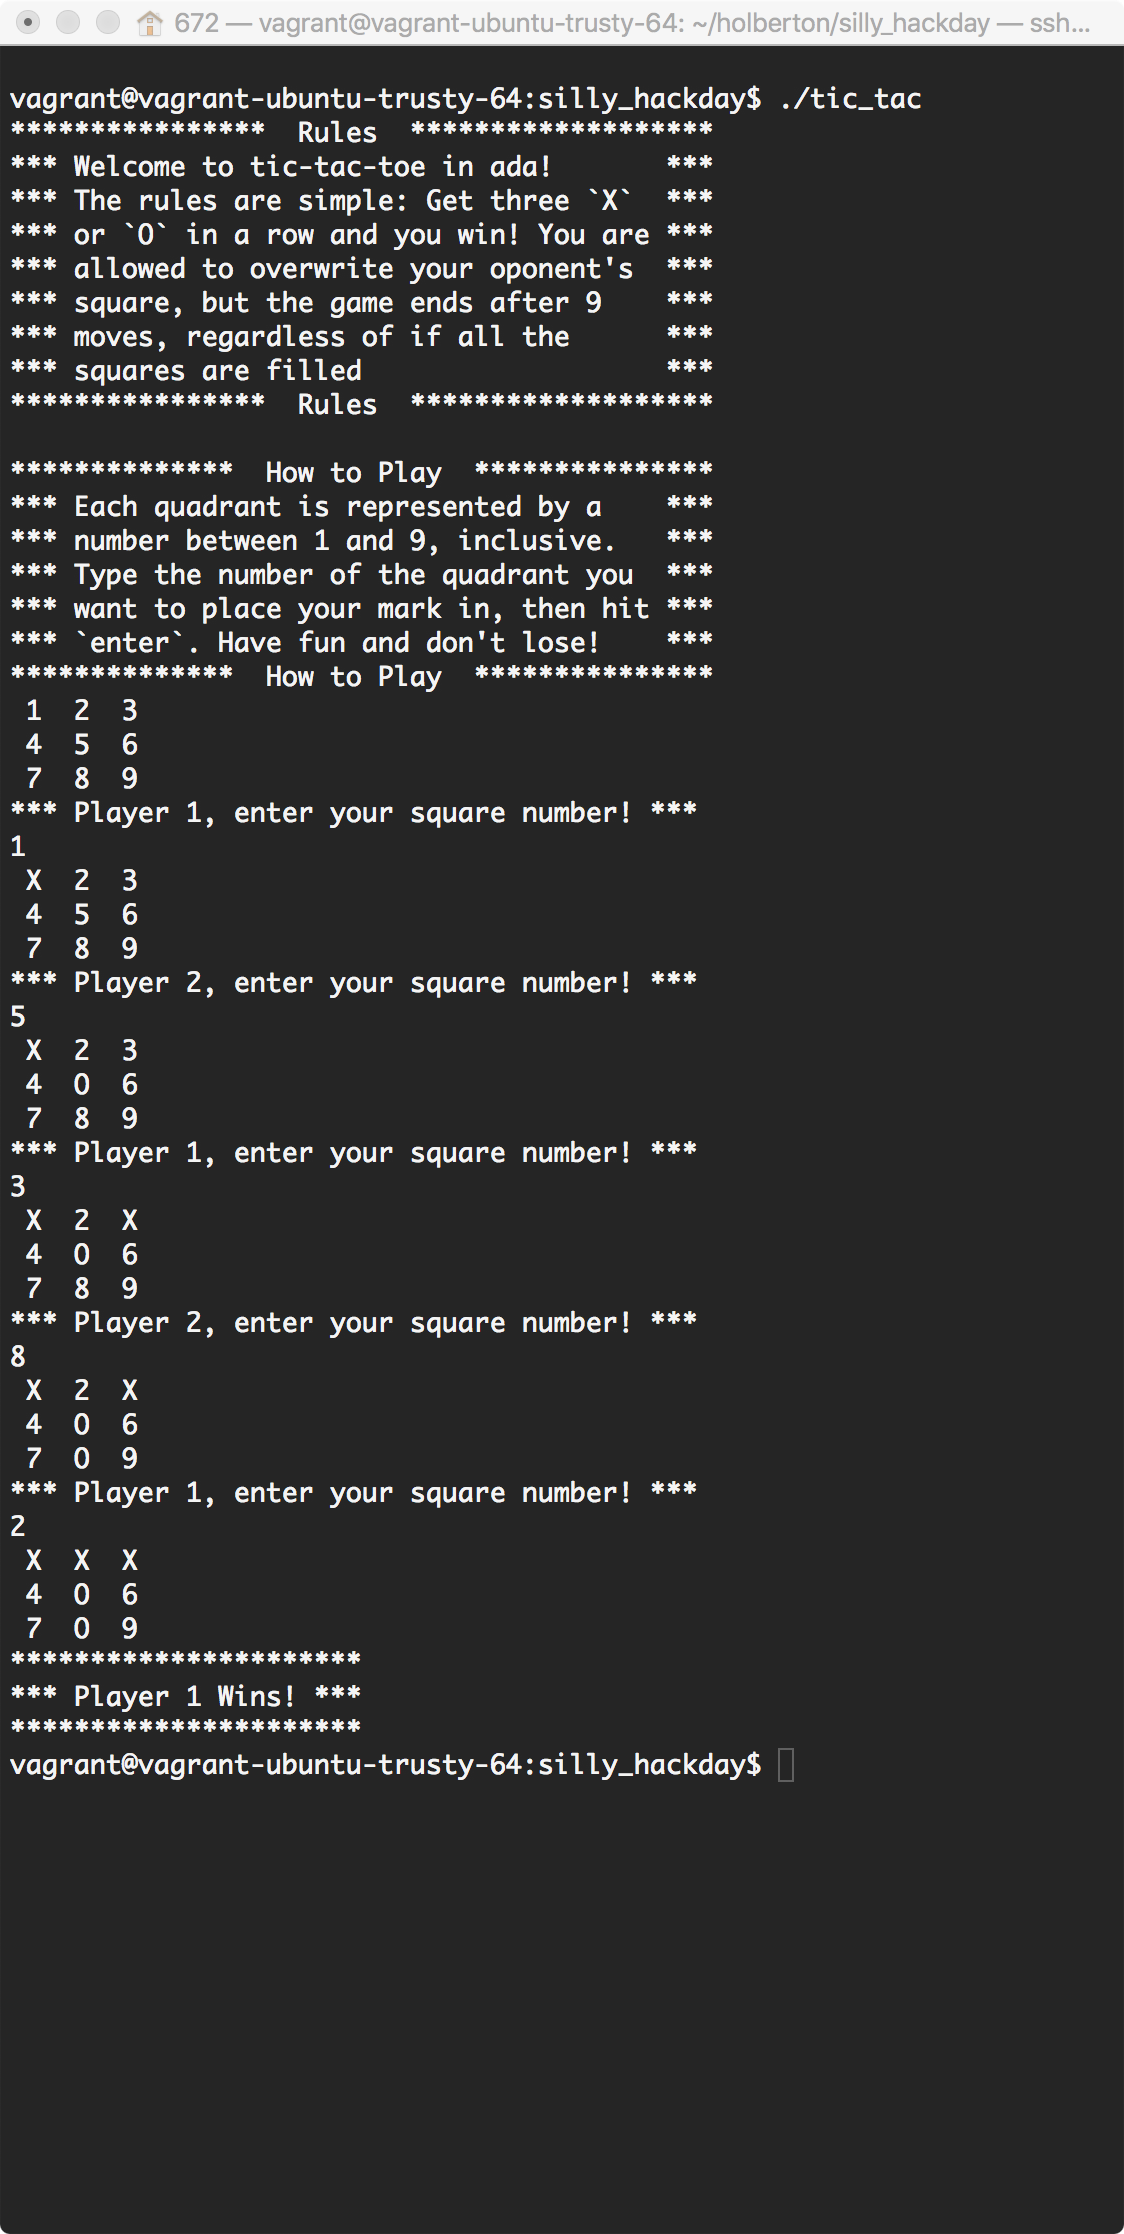 672 — vagrant@vagrant-ubuntu-trusty-64: ~/holberton/silly_hackday — ssh...
vagrant@vagrant-ubuntu-trusty-64:silly_hackday$ ./tic_tac
****************  Rules  *******************
*** Welcome to tic-tac-toe in ada!       ***
*** The rules are simple: Get three `X`  ***
*** or `O` in a row and you win! You are ***
*** allowed to overwrite your oponent's  ***
*** square, but the game ends after 9    ***
*** moves, regardless of if all the      ***
*** squares are filled                   ***
****************  Rules  *******************

**************  How to Play  ***************
*** Each quadrant is represented by a    ***
*** number between 1 and 9, inclusive.   ***
*** Type the number of the quadrant you  ***
*** want to place your mark in, then hit ***
*** `enter`. Have fun and don't lose!    ***
**************  How to Play  ***************
 1  2  3
 4  5  6
 7  8  9
*** Player 1, enter your square number! ***
1
 X  2  3
 4  5  6
 7  8  9
*** Player 2, enter your square number! ***
5
 X  2  3
 4  O  6
 7  8  9
*** Player 1, enter your square number! ***
3
 X  2  X
 4  O  6
 7  8  9
*** Player 2, enter your square number! ***
8
 X  2  X
 4  O  6
 7  O  9
*** Player 1, enter your square number! ***
2
 X  X  X
 4  O  6
 7  O  9
**********************
*** Player 1 Wins! ***
**********************
vagrant@vagrant-ubuntu-trusty-64:silly_hackday$